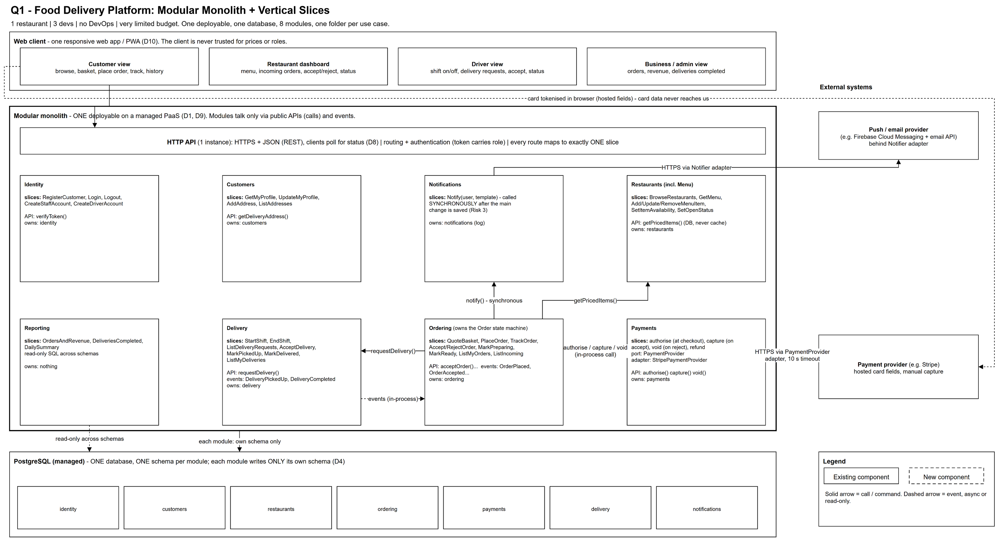 Q1 - Food Delivery Platform: Modular Monolith + Vertical Slices
1 restaurant | 3 devs | no DevOps | very limited budget. One deployable, one database, 8 modules, one folder per use case.
Web client - one responsive web app / PWA (D10). The client is never trusted for prices or roles.
Customer view
browse, basket, place order, track, history
Restaurant dashboard
menu, incoming orders, accept/reject, status
Driver view
shift on/off, delivery requests, accept, status
Business / admin view
orders, revenue, deliveries completed
External systems
card tokenised in browser (hosted fields) - card data never reaches us
Modular monolith - ONE deployable on a managed PaaS (D1, D9). Modules talk only via public APIs (calls) and events.
HTTP API (1 instance): HTTPS + JSON (REST), clients poll for status (D8) | routing + authentication (token carries role) | every route maps to exactly ONE slice
Push / email provider
(e.g. Firebase Cloud Messaging + email API)
behind Notifier adapter
HTTPS via Notifier adapter
Identity
slices: RegisterCustomer, Login, Logout,
CreateStaffAccount, CreateDriverAccount
API: verifyToken()
owns: identity
Customers
slices: GetMyProfile, UpdateMyProfile,
AddAddress, ListAddresses
API: getDeliveryAddress()
owns: customers
Notifications
slices: Notify(user, template) - called
SYNCHRONOUSLY after the main
change is saved (Risk 3)
owns: notifications (log)
Restaurants (incl. Menu)
slices: BrowseRestaurants, GetMenu,
Add/Update/RemoveMenuItem,
SetItemAvailability, SetOpenStatus
API: getPricedItems() (DB, never cache)
owns: restaurants
notify() - synchronous
getPricedItems()
Reporting
slices: OrdersAndRevenue, DeliveriesCompleted,
DailySummary
read-only SQL across schemas
owns: nothing
Delivery
slices: StartShift, EndShift,
ListDeliveryRequests, AcceptDelivery,
MarkPickedUp, MarkDelivered,
ListMyDeliveries
API: requestDelivery()
events: DeliveryPickedUp, DeliveryCompleted
owns: delivery
requestDelivery()
events (in-process)
Ordering (owns the Order state machine)
slices: QuoteBasket, PlaceOrder, TrackOrder,
Accept/RejectOrder, MarkPreparing,
MarkReady, ListMyOrders, ListIncoming
API: acceptOrder()... events: OrderPlaced,
OrderAccepted...
owns: ordering
authorise / capture / void
(in-process call)
Payments
slices: authorise (at checkout), capture (on
accept), void (on reject), refund
port: PaymentProvider
adapter: StripePaymentProvider
API: authorise() capture() void()
owns: payments
HTTPS via PaymentProvider
adapter, 10 s timeout
Payment provider (e.g. Stripe)
hosted card fields, manual capture
read-only across schemas
each module: own schema only
PostgreSQL (managed) - ONE database, ONE schema per module; each module writes ONLY its own schema (D4)
identity
customers
restaurants
ordering
payments
delivery
notifications
Legend
Existing component
New component
Solid arrow = call / command. Dashed arrow = event, async or
read-only.